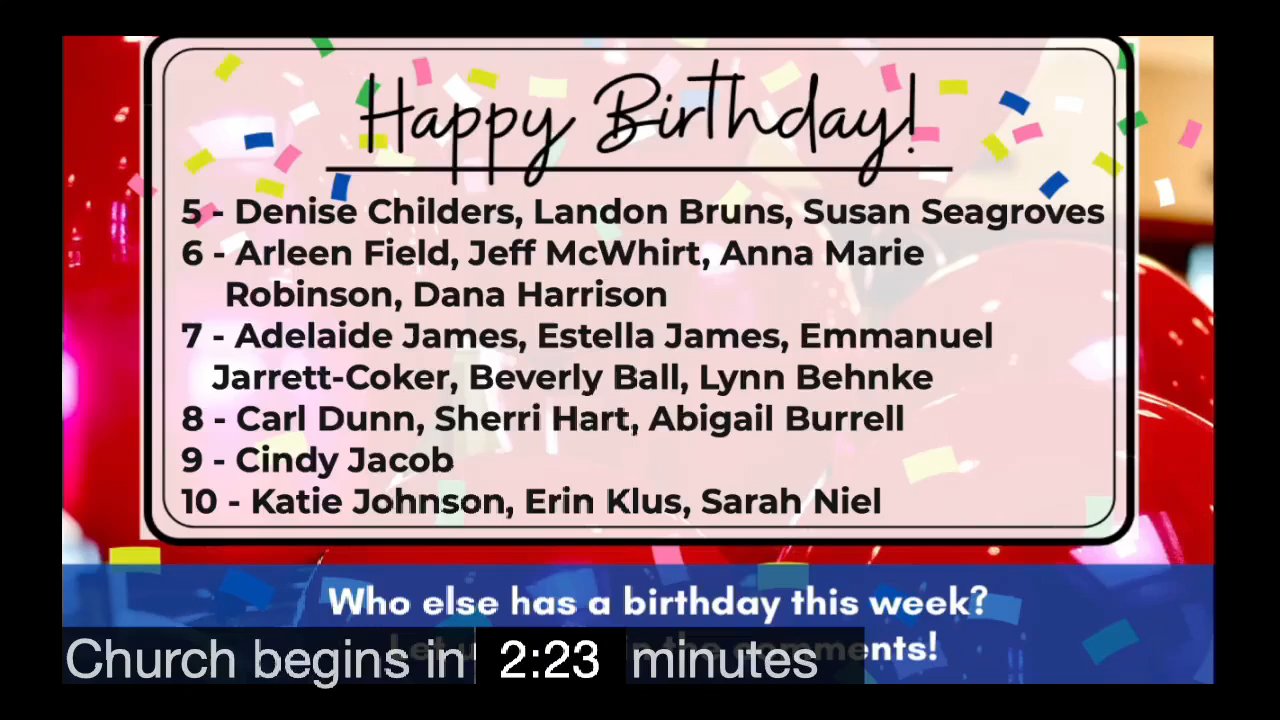 Happy Birthday!
5 - Denise Childers, Landon Bruns, Susan Seagroves
6 - Arleen Field, Jeff McWhirt, Anna Marie
Robinson, Dana Harrison
7 - Adelaide James, Estella James, Emmanuel
Jarrett-Coker, Beverly Ball, Lynn Behnke
8 - Carl Dunn, Sherri Hart, Abigail Burrell
9 - Cindy Jacob
10 - Katie Johnson, Erin Klus, Sarah Niel
Who else has a birthday this week?
the comments!
Church begins in 2:23 minutes